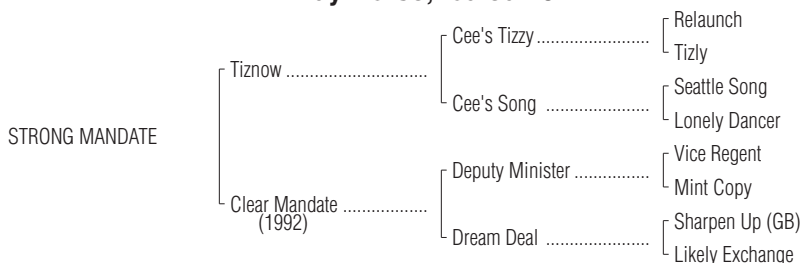 Relaunch
Cee's Tizzy
Tizly
Tiznow
Seattle Song
Cee's Song
Lonely Dancer
STRONG MANDATE
Vice Regent
Deputy Minister
Mint Copy
Clear Mandate
(1992)
Sharpen Up (GB)
Dream Deal
Likely Exchange